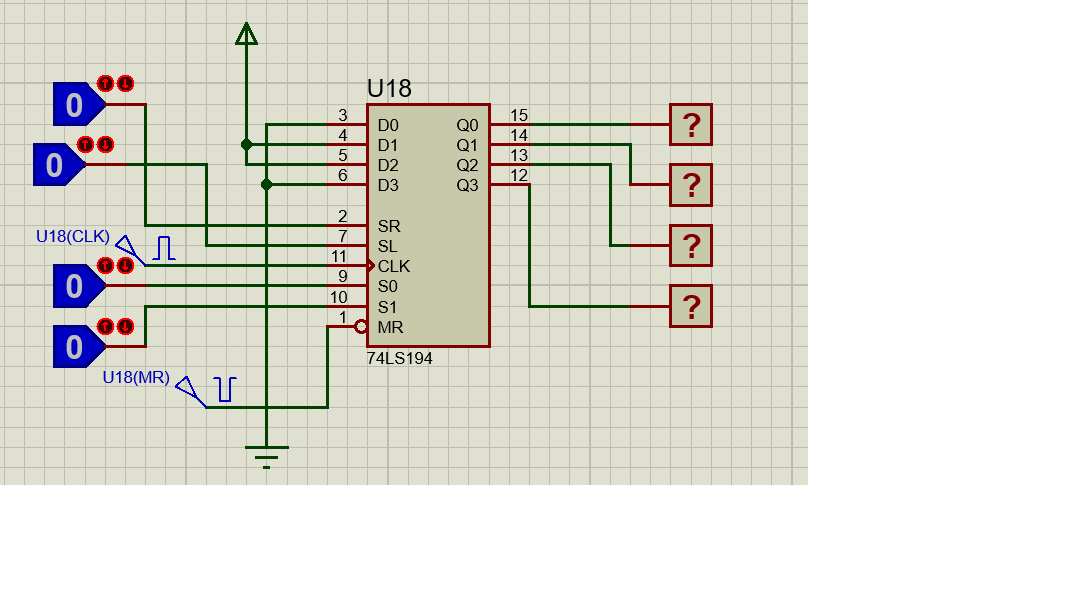 U18
0
0
U18(CLK)
0
0
U18(MR)
3 D0
4 D1
5 D2
6 D3
2 SR
7 SL
11 CLK
9 S0
10 S1
1 MR
Q0 15
Q1 14
Q2 13
Q3 12
74LS194
?
?
?
?